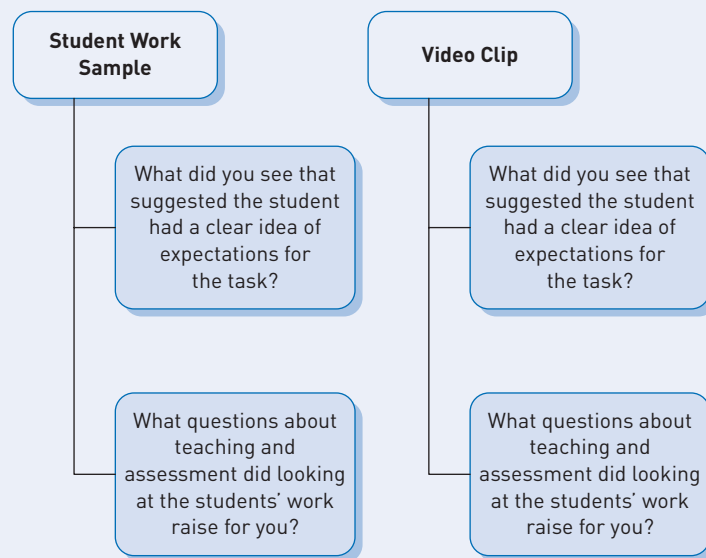 Student Work
Sample
What did you see that
suggested the student
had a clear idea of
expectations for
the task?
What questions about
teaching and
assessment did looking
at the students’ work
raise for you?
Video Clip
What did you see that
suggested the student
had a clear idea of
expectations for
the task?
What questions about
teaching and
assessment did looking
at the students’ work
raise for you?